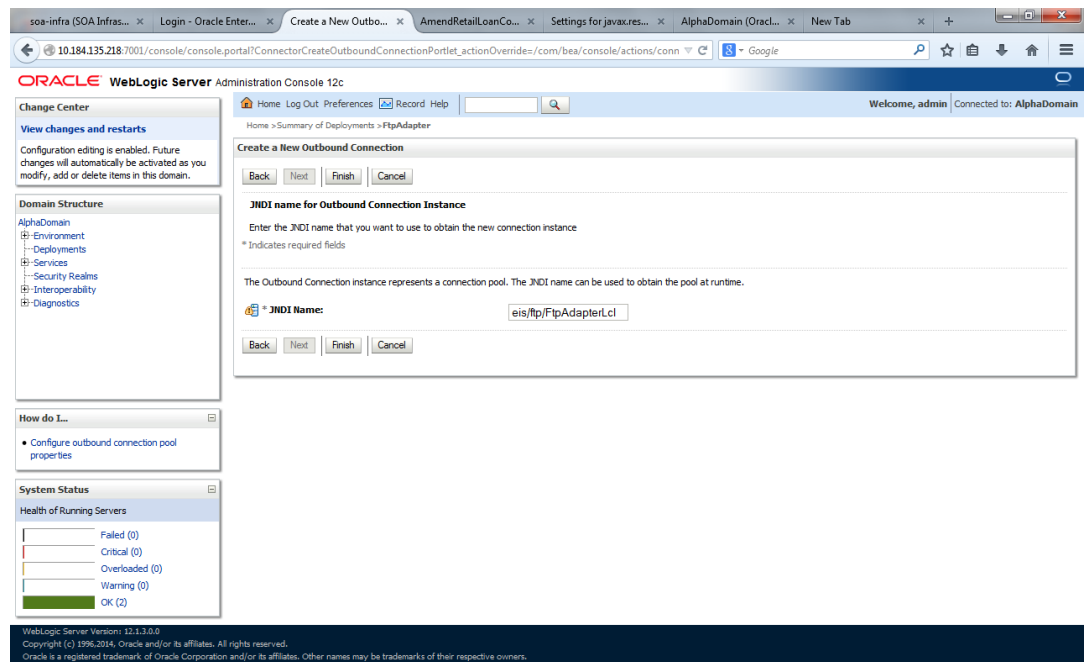 soa-infra (SOA Infras...
Login - Oracle Enter...
Create a New Outbo...
AmendRetailLoanCo...
Settings for javax.res...
AlphaDomain (Oracl...
New Tab
10.184.135.218:7001/console/console.portal?ConnectorCreateOutboundConnectionPortlet_actionOverride=/com/bea/console/actions/conn
8 Google
ORACLE WebLogic Server Administration Console 12c
Change Center
View changes and restarts
Configuration editing is enabled. Future
changes will automatically be activated as you
modify, add or delete items in this domain.
Domain Structure
AlphaDomain
Environment
Deployments
Services
Security Realms
Interoperability
Diagnostics
How do I...
Configure outbound connection pool
properties
System Status
Health of Running Servers
Failed (0)
Critical (0)
Overloaded (0)
Warning (0)
OK (2)
Home Log Out Preferences Record Help
Welcome, admin Connected to: AlphaDomain
Home >Summary of Deployments >FtpAdapter
Create a New Outbound Connection
Back Next Finish Cancel
JNDI name for Outbound Connection Instance
Enter the JNDI name that you want to use to obtain the new connection instance
* Indicates required fields
The Outbound Connection instance represents a connection pool. The JNDI name can be used to obtain the pool at runtime.
* JNDI Name: eis/ftp/FtpAdapterLcl
Back Next Finish Cancel
WebLogic Server Version: 12.1.3.0.0
Copyright (c) 1996,2014, Oracle and/or its affiliates. All rights reserved.
Oracle is a registered trademark of Oracle Corporation and/or its affiliates. Other names may be trademarks of their respective owners.